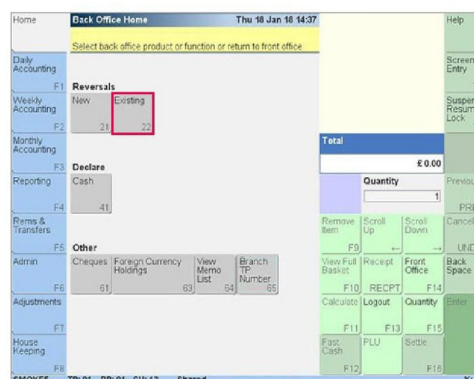 Home
Back Office Home
Thu 18 Jan 18 14:37
Help
Select back office product or function or return to front office
Daily
Accounting
F1
Screen
Entry
Reversals
Weekly
Accounting
F2
New
21
Existing
22
Lock
Monthly
Accounting
F3
Total
£ 0.00
Declare
Reporting
F4
Cash
41
Quantity
1
Rems &
Transfers
F5
Remove
Item
F9
Scroll
Up
←
Scroll
Down
→
Other
Admin
F6
Cheques
61
Foreign Currency
Holdings
63
View
Memo
List
64
Branch
TP
Number
65
View Full
Basket
F10
Receipt
RECPT
Front
Office
F14
Back
Space
Adjustments
F7
Calculate
F11
Logout
F13
Quantity
F15
Enter
House
Keeping
F8
Fast
Cash
F12
PLU
Settle
F16